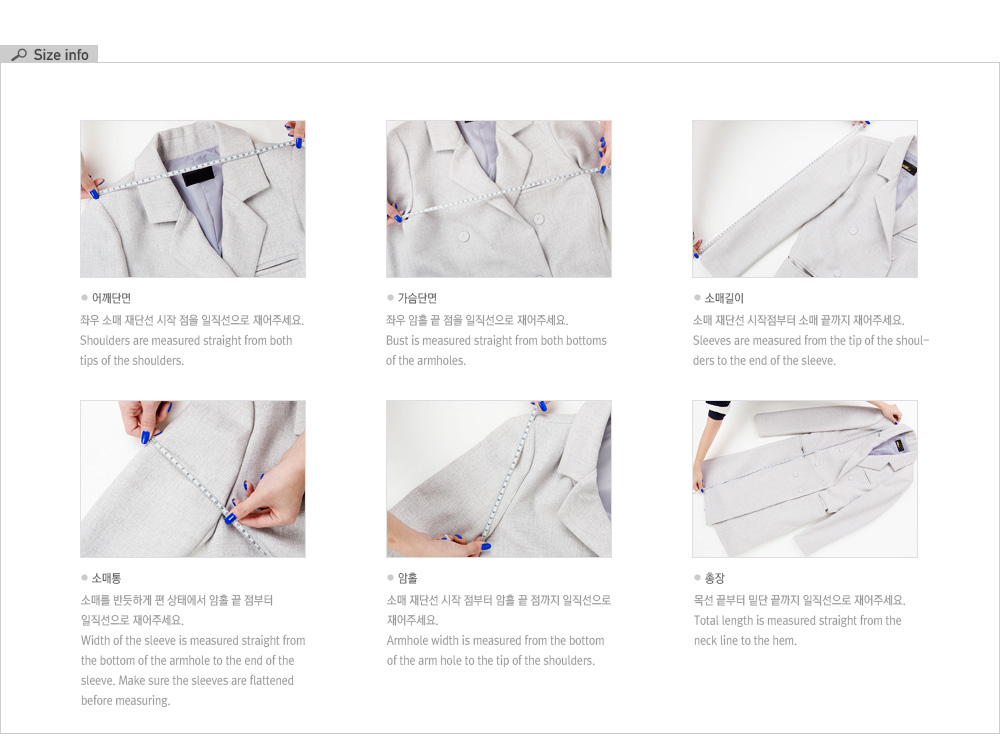 Size info
어깨단면
좌우 소매 재단선 시작 점을 일직선으로 재어주세요.
Shoulders are measured straight from both
tips of the shoulders.
가슴단면
좌우 암홀 끝 점을 일직선으로 재어주세요.
Bust is measured straight from both bottoms
of the armholes.
소매길이
소매 재단선 시작점부터 소매 끝까지 재어주세요.
Sleeves are measured from the tip of the shoul-
ders to the end of the sleeve.
소매통
소매를 반듯하게 편 상태에서 암홀 끝 점부터
일직선으로 재어주세요.
Width of the sleeve is measured straight from
the bottom of the armhole to the end of the
sleeve. Make sure the sleeves are flattened
before measuring.
암홀
소매 재단선 시작 점부터 암홀 끝 점까지 일직선으로
재어주세요.
Armhole width is measured from the bottom
of the arm hole to the tip of the shoulders.
총장
목선 끝부터 밑단 끝까지 일직선으로 재어주세요.
Total length is measured straight from the
neck line to the hem.